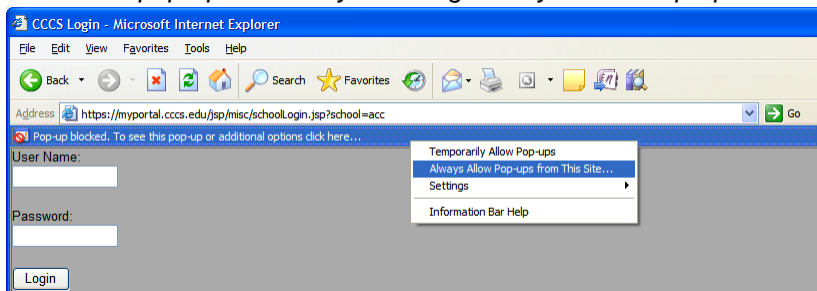 CCCS Login - Microsoft Internet Explorer
File Edit View Favorites Tools Help
Back Search Favorites
Address https://myportal.cccs.edu/jsp/misc/schoolLogin.jsp?school=acc Go
Pop-up blocked. To see this pop-up or additional options click here...
Temporarily Allow Pop-ups
Always Allow Pop-ups from This Site...
Settings
Information Bar Help
User Name:
Password:
Login